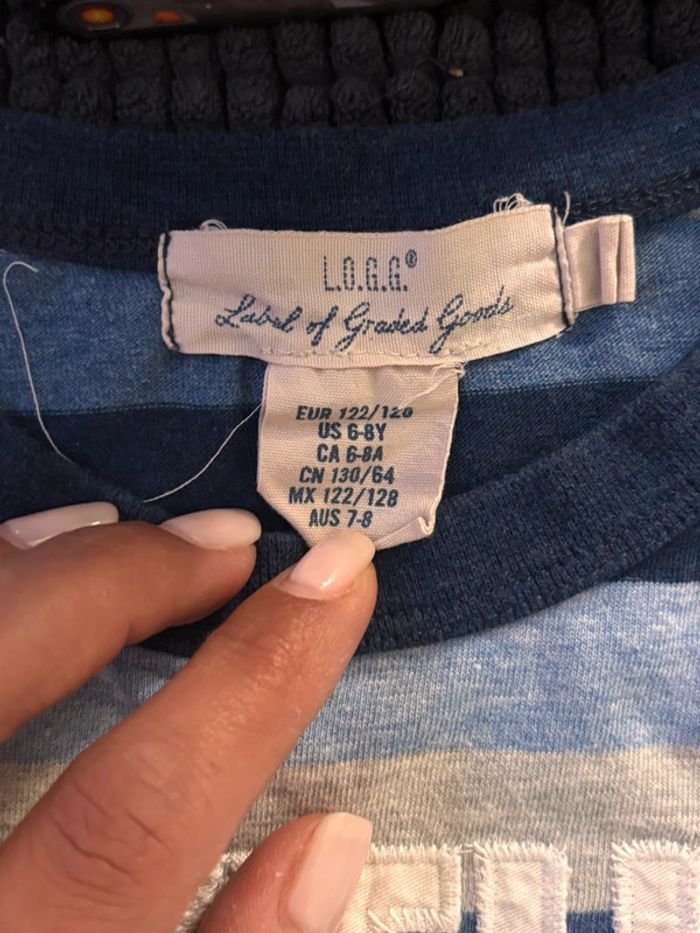 L.O.G.G.®
Label of Graded Goods
EUR 122/128
US 6-8Y
CA 6-8A
CN 130/64
MX 122/128
AUS 7-8